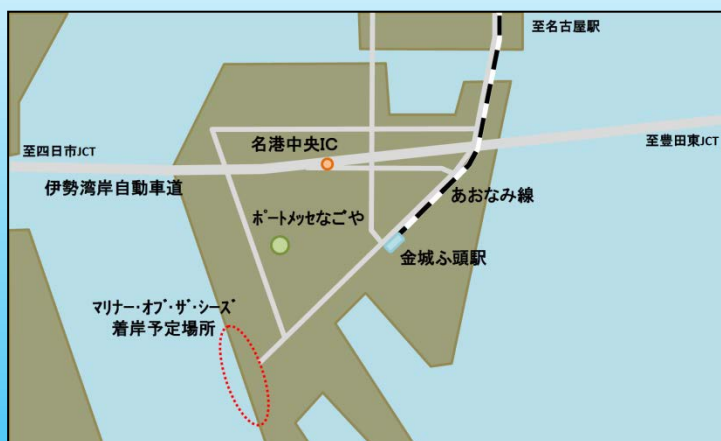 至名古屋駅
名港中央IC
至豊田東JCT
至四日市JCT
伊勢湾岸自動車道
あおなみ線
ポートメッセなごや
金城ふ頭駅
マリナー・オブ・ザ・シーズ
着岸予定場所